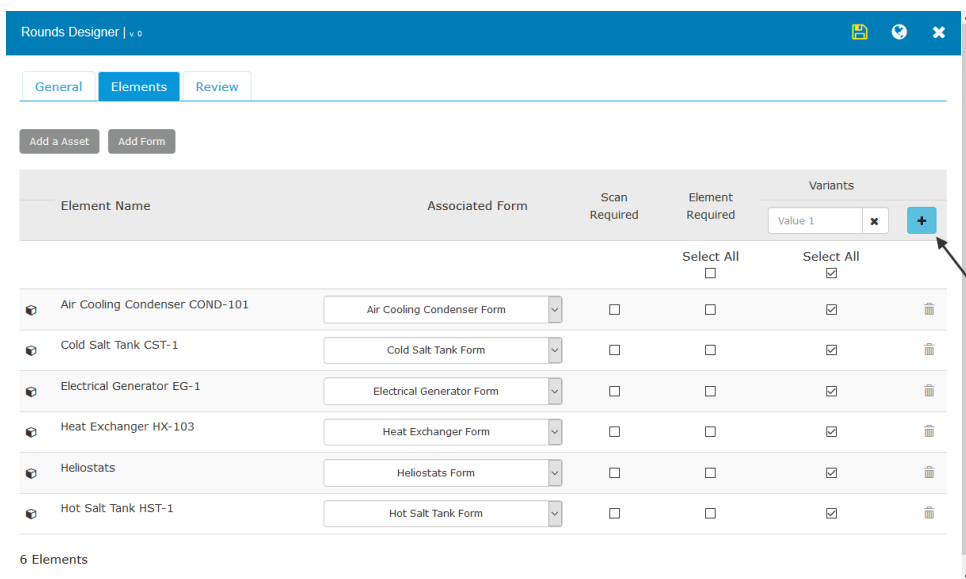 Rounds Designer | v. 0
General Elements Review
Add a Asset Add Form
Variants
Element Name Associated Form Scan Required Element Required
Value 1
Select All Select All
Air Cooling Condenser COND-101 Air Cooling Condenser Form
Cold Salt Tank CST-1 Cold Salt Tank Form
Electrical Generator EG-1 Electrical Generator Form
Heat Exchanger HX-103 Heat Exchanger Form
Heliostats Heliostats Form
Hot Salt Tank HST-1 Hot Salt Tank Form
6 Elements